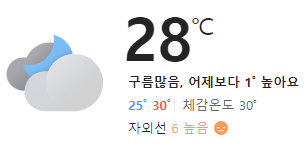 28℃
구름많음, 어제보다 1° 높아요
25° 30° 체감온도 30°
자외선 6 높음